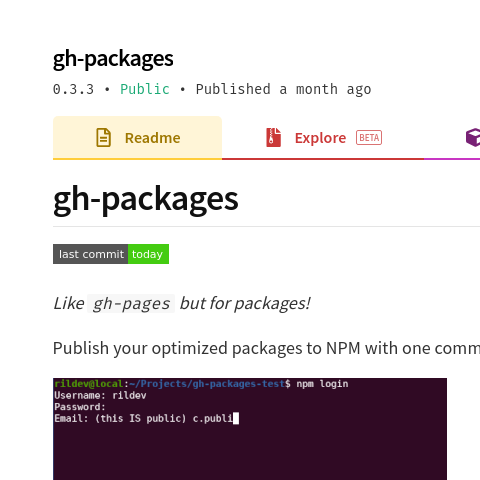 gh-packages
0.3.3 • Public • Published a month ago
Readme
Explore BETA
gh-packages
last commit today
Like gh-pages but for packages!
Publish your optimized packages to NPM with one comm
rildev@local:~/Projects/gh-packages-test$ npm login
Username: rildev
Password:
Email: (this IS public) c.publi